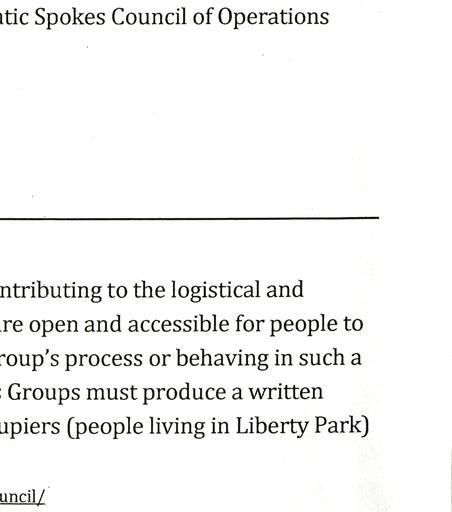 atic Spokes Council of Operations
ntributing to the logistical and
re open and accessible for people to
roup's process or behaving in such a
s Groups must produce a written
upiers (people living in Liberty Park)
uncil/